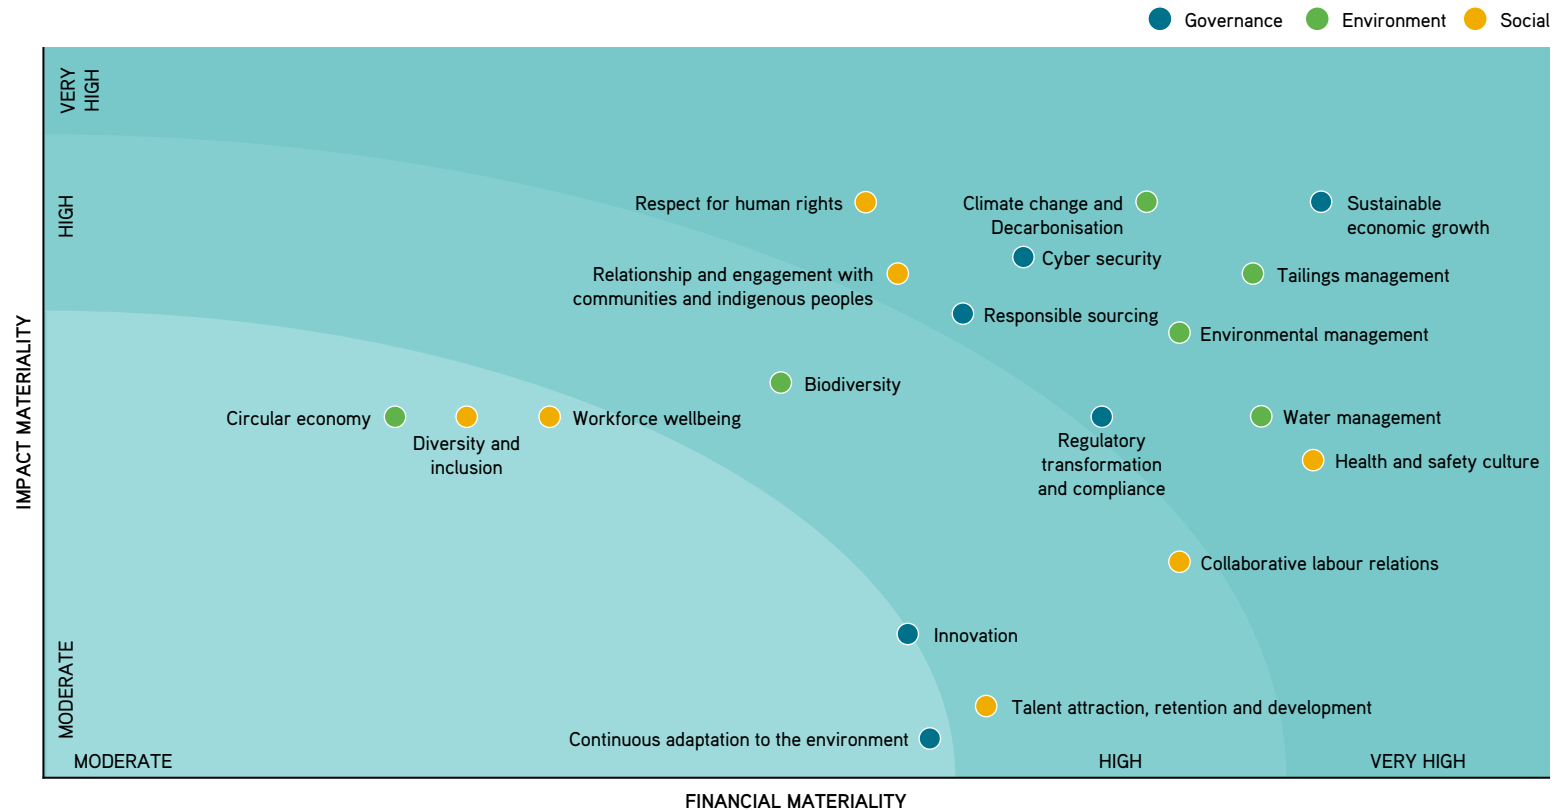 Governance
Environment
Social
VERY
HIGH
HIGH
MODERATE
IMPACT MATERIALITY
Respect for human rights
Climate change and
Decarbonisation
Sustainable
economic growth
Cyber security
Relationship and engagement with
communities and indigenous peoples
Tailings management
Responsible sourcing
Environmental management
Biodiversity
Circular economy
Diversity and
inclusion
Workforce wellbeing
Regulatory
transformation
and compliance
Water management
Health and safety culture
Collaborative labour relations
Innovation
Talent attraction, retention and development
Continuous adaptation to the environment
MODERATE
HIGH
VERY HIGH
FINANCIAL MATERIALITY